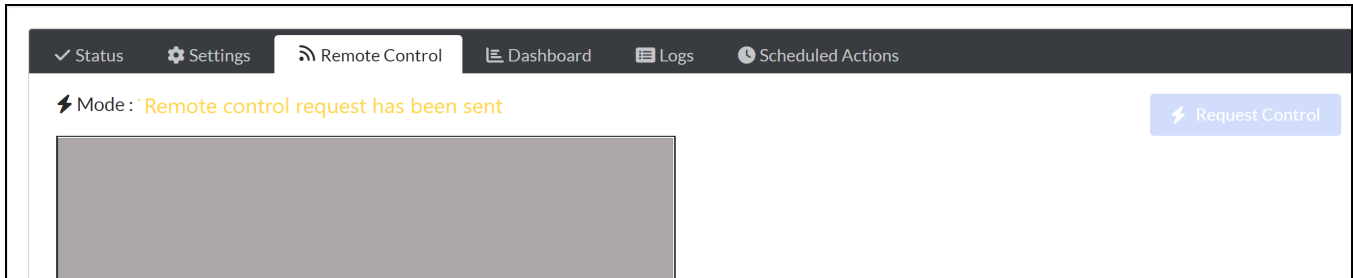 Status Settings Remote Control Dashboard Logs Scheduled Actions
Mode : Remote control request has been sent
Request Control